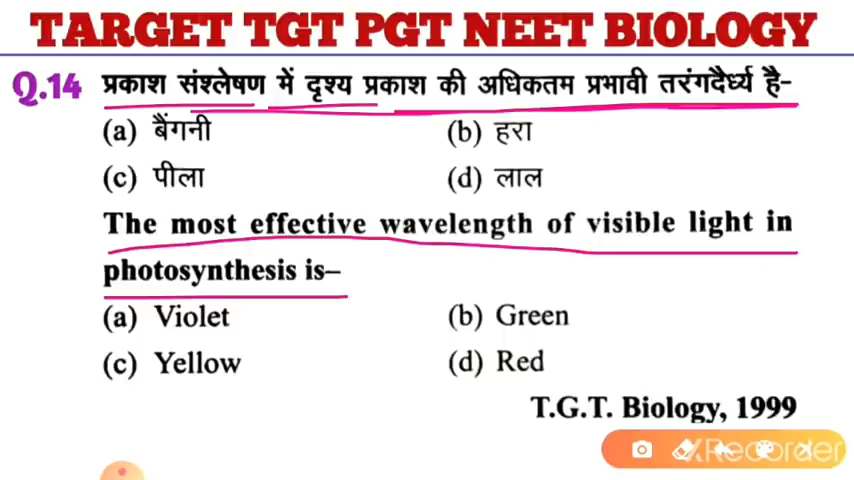 TARGET TGT PGT NEET BIOLOGY
Q.14 प्रकाश संश्लेषण में दृश्य प्रकाश की अधिकतम प्रभावी तरंगदैर्ध्य है-
(a) बैंगनी (b) हरा
(c) पीला (d) लाल
The most effective wavelength of visible light in
photosynthesis is–
(a) Violet (b) Green
(c) Yellow (d) Red
T.G.T. Biology, 1999
XRecorder